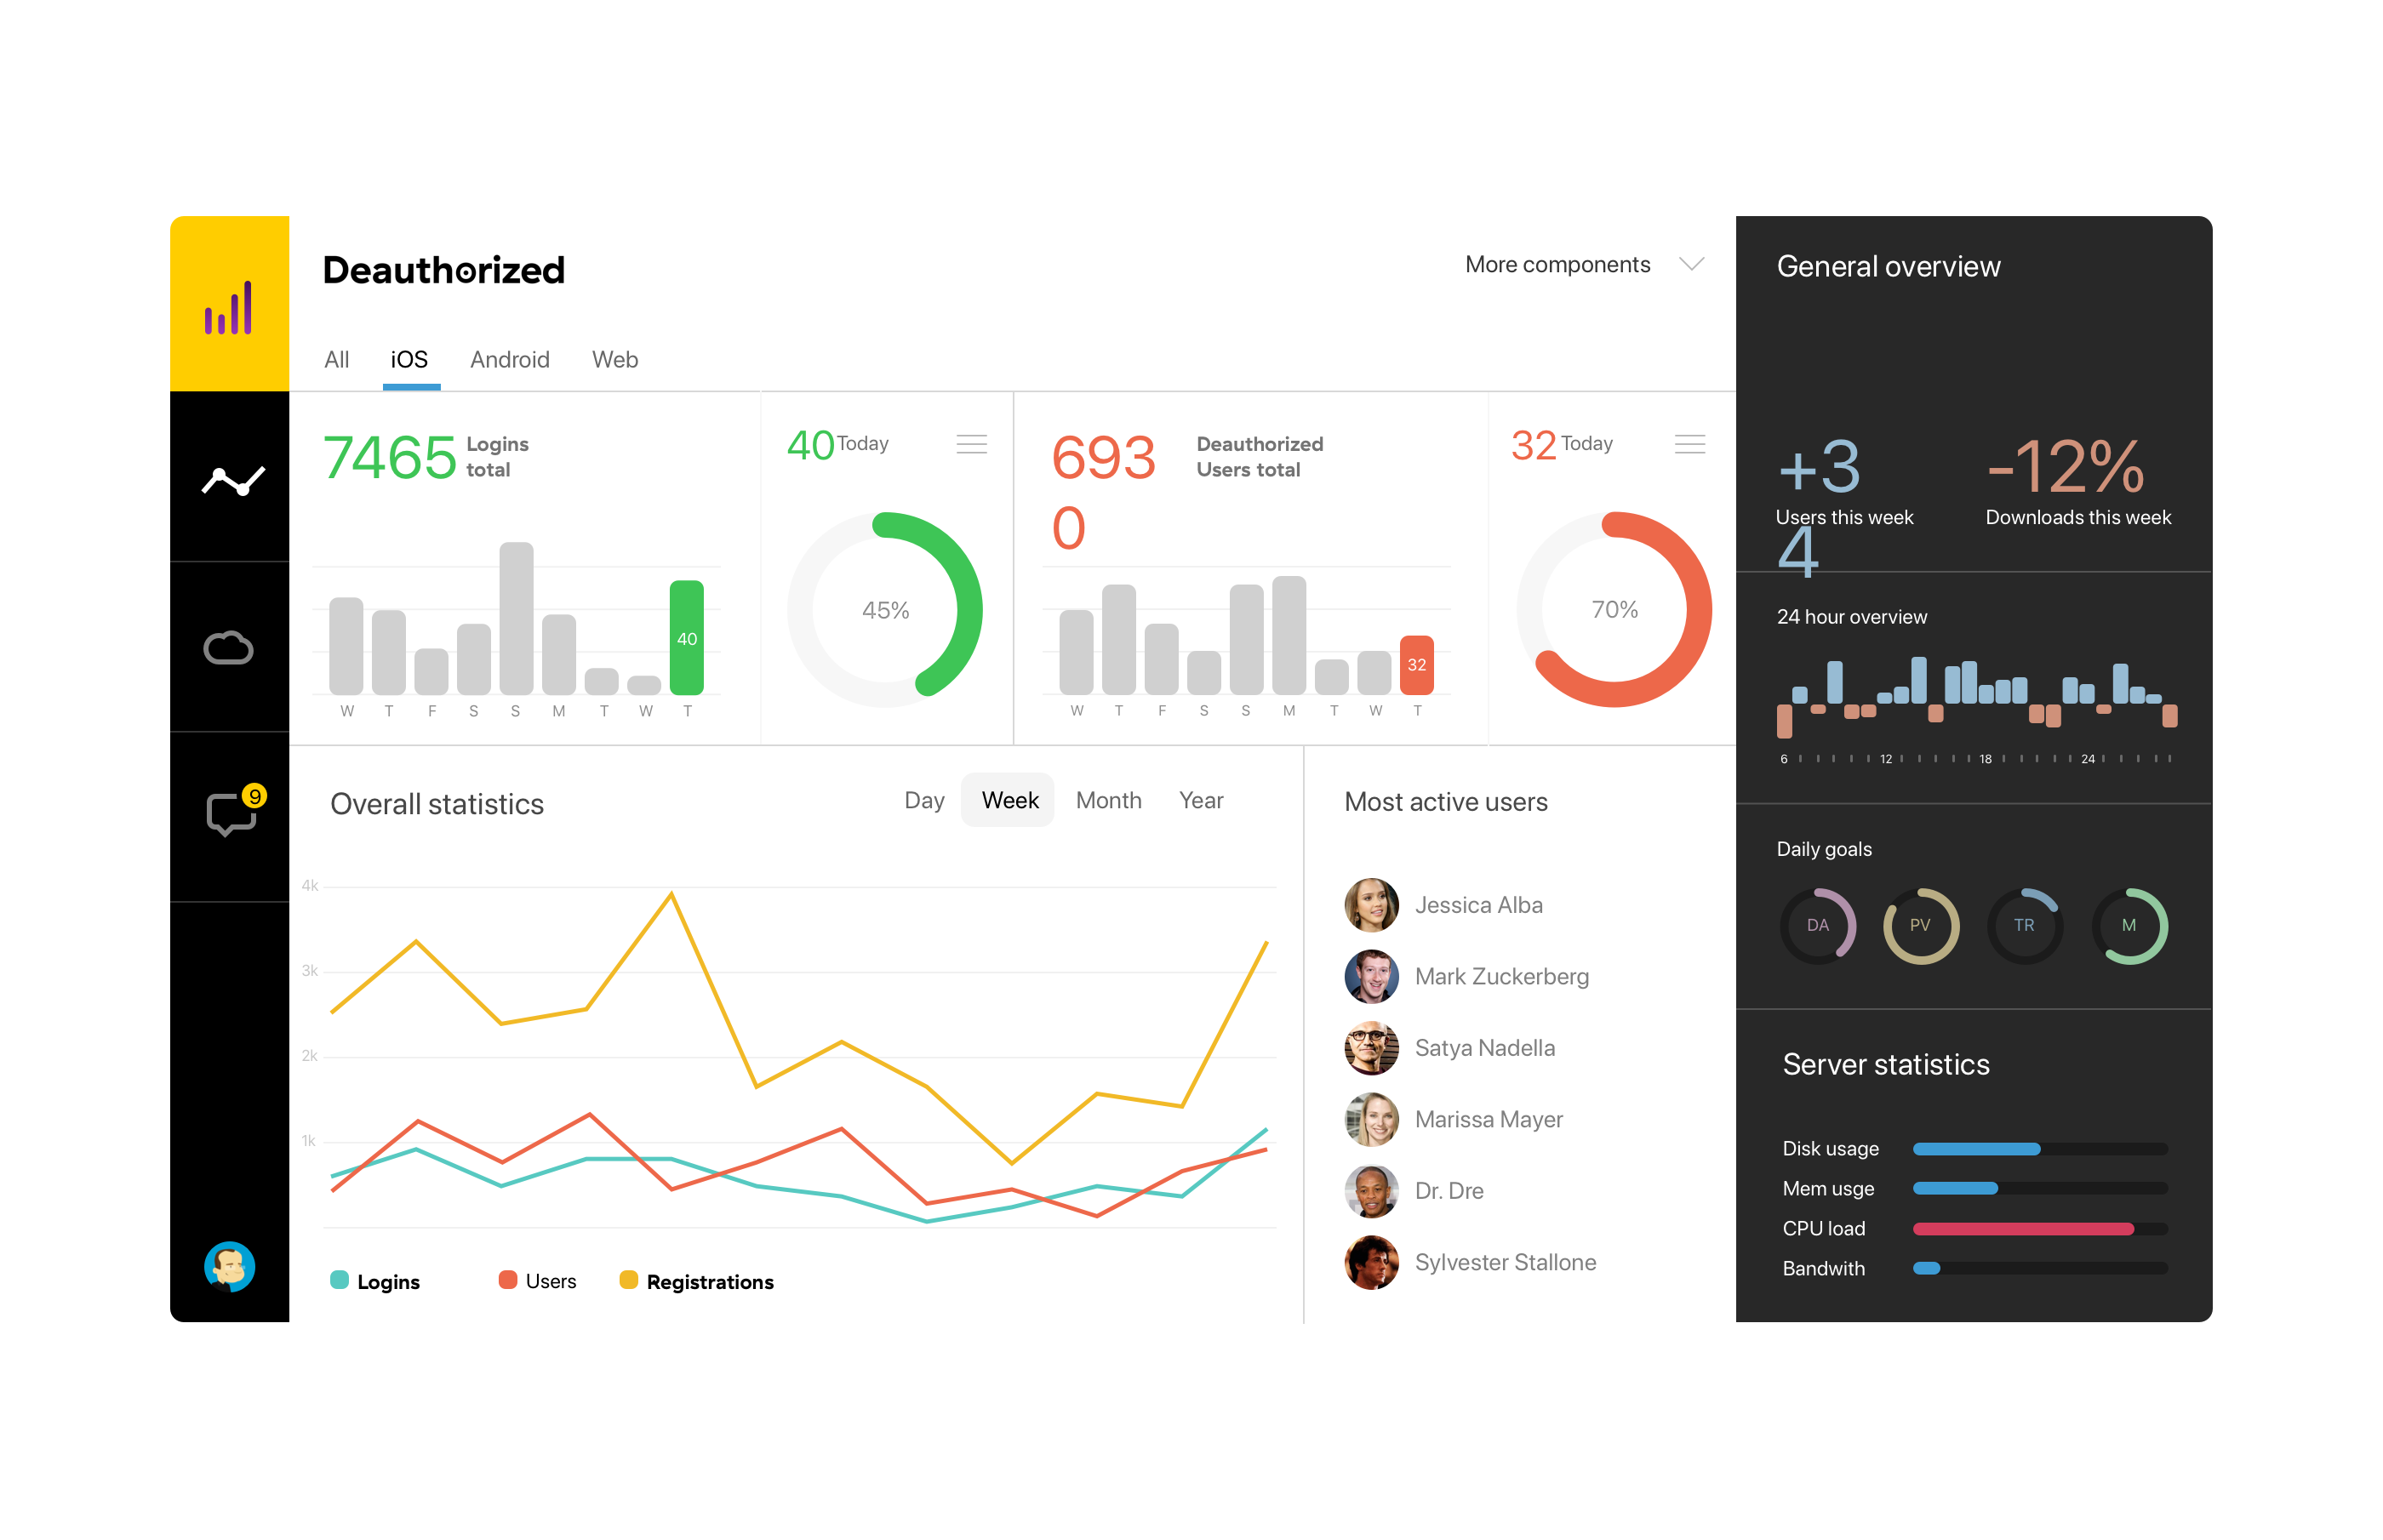 Deauthorized
More components
All iOS Android Web
7465 Logins
total
40 Today
45%
40
W T F S S M T W T
693
0
Deauthorized
Users total
32 Today
70%
32
W T F S S M T W T
9
Overall statistics
Day Week Month Year
4k
3k
2k
1k
Logins Users Registrations
Most active users
Jessica Alba
Mark Zuckerberg
Satya Nadella
Marissa Mayer
Dr. Dre
Sylvester Stallone
General overview
+3
4
Users this week
-12%
Downloads this week
24 hour overview
6 12 18 24
Daily goals
DA PV TR M
Server statistics
Disk usage
Mem usge
CPU load
Bandwith